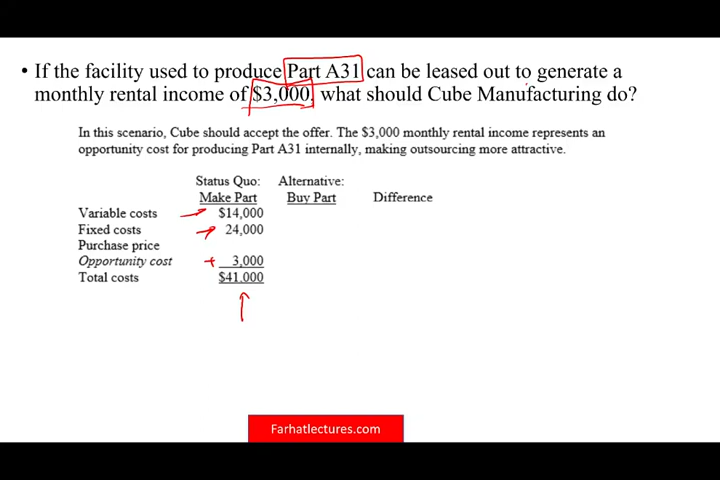 • If the facility used to produce Part A31 can be leased out to generate a
monthly rental income of $3,000, what should Cube Manufacturing do?
In this scenario, Cube should accept the offer. The $3,000 monthly rental income represents an
opportunity cost for producing Part A31 internally, making outsourcing more attractive.
Status Quo: Alternative:
Make Part Buy Part Difference
Variable costs $14,000
Fixed costs 24,000
Purchase price
Opportunity cost 3,000
Total costs $41,000
Farhatlectures.com